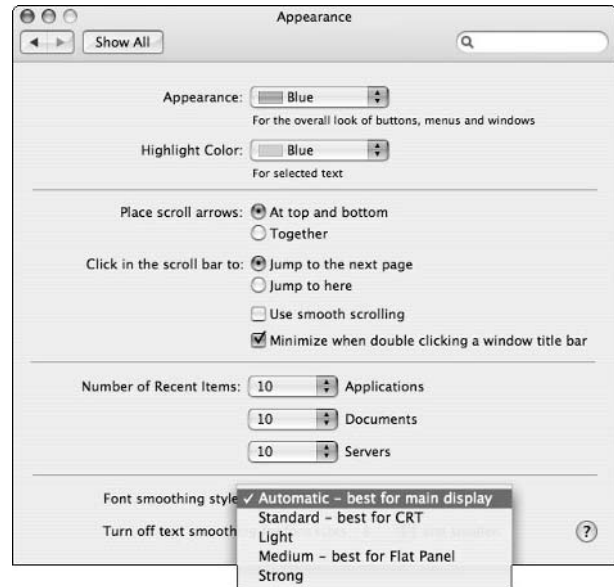 Appearance
Show All
Appearance: Blue
For the overall look of buttons, menus and windows
Highlight Color: Blue
For selected text
Place scroll arrows: At top and bottom
Together
Click in the scroll bar to: Jump to the next page
Jump to here
Use smooth scrolling
Minimize when double clicking a window title bar
Number of Recent Items: 10 Applications
10 Documents
10 Servers
Font smoothing style ✓ Automatic – best for main display
Standard – best for CRT
Light
Turn off text smooth
Medium – best for Flat Panel
?
Strong